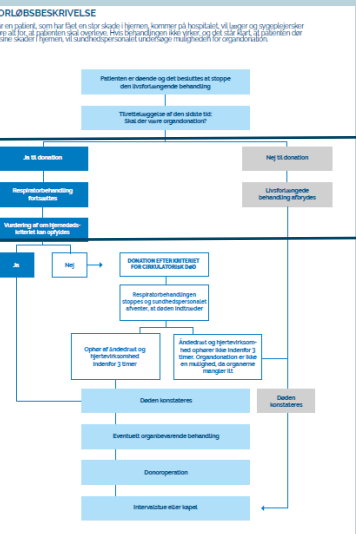 ORLØBSBESKRIVELSE
r en patient, som har fået en stor skade i hjernen, kommer på hospitalet, vil læger og sygeplejersker
re alt for, at patienten skal overleve. Hvis behandlingen ikke virker, og det står klart, at patienten dør
sine skader i hjernen, vil sundhedspersonalet undersøge muligheden for organdonation.
Patienten er døende og det besluttes at stoppe
den livsforlængende behandling
Tilrettelæggelse af den sidste tid:
Skal der være organdonation?
Ja til donation
Nej til donation
Respiratorbehandling
fortsættes
Livsforlængende
behandling afbrydes
Vurdering af om hjernedøds-
kriteriet kan opfyldes
Ja
Nej
DONATION EFTER KRITERIET
FOR CIRKULATORISK DØD
Respiratorbehandlingen
stoppes og sundhedspersonalet
afventer, at døden indtræder
Ophør af åndedræt og
hjertevirksomhed
indenfor 3 timer
Åndedræt og hjertevirksom-
hed ophører ikke indenfor 3
timer. Organdonation er ikke
en mulighed, da organerne
mangler ilt
Døden konstateres
Døden
konstateres
Eventuelt organbevarende behandling
Donoroperation
Intensivstue eller kapel